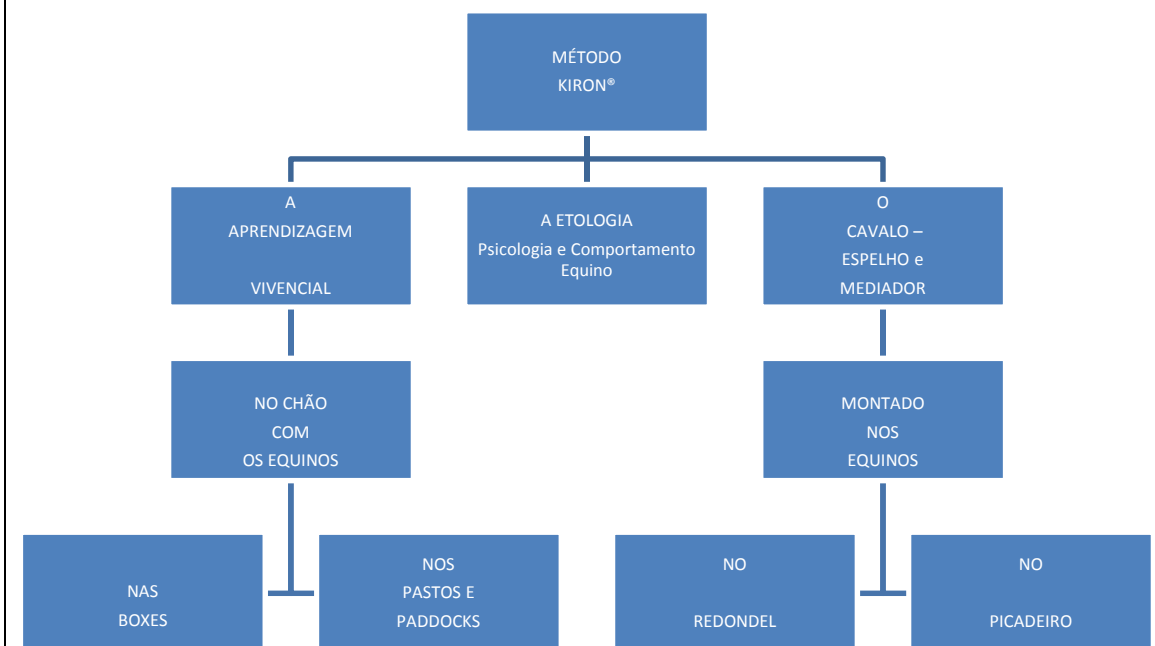 MÉTODO
KIRON®
A
APRENDIZAGEM
VIVENCIAL
A ETOLOGIA
Psicologia e Comportamento
Equino
O
CAVALO –
ESPELHO e
MEDIADOR
NO CHÃO
COM
OS EQUINOS
MONTADO
NOS
EQUINOS
NAS
BOXES
NOS
PASTOS E
PADDOCKS
NO
REDONDEL
NO
PICADEIRO